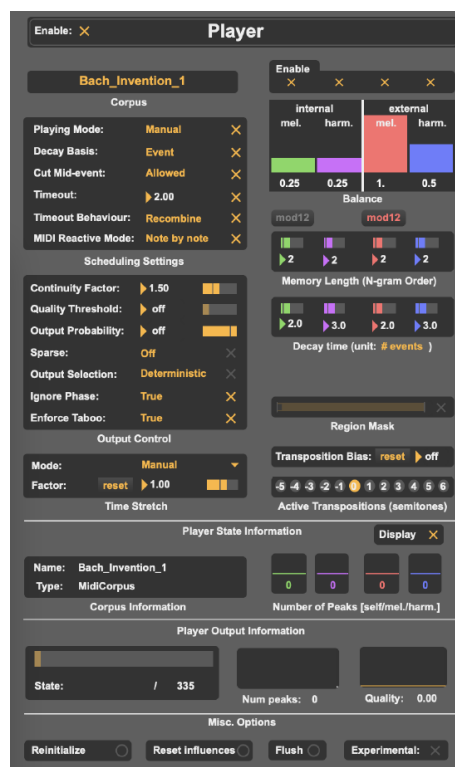 Enable:
Player
Bach_Invention_1
Corpus
Playing Mode: Manual
Decay Basis: Event
Cut Mid-event: Allowed
Timeout: 2.00
Timeout Behaviour: Recombine
MIDI Reactive Mode: Note by note
Scheduling Settings
Continuity Factor: 1.50
Quality Threshold: off
Output Probability: off
Sparse: Off
Output Selection: Deterministic
Ignore Phase: True
Enforce Taboo: True
Output Control
Mode: Manual
Factor: reset 1.00
Time Stretch
Enable
internal external
mel. harm. mel. harm.
0.25 0.25 1. 0.5
Balance
mod12 mod12
2 2 2 2
Memory Length (N-gram Order)
2.0 3.0 2.0 3.0
Decay time (unit: # events )
Region Mask
Transposition Bias: reset off
-5 -4 -3 -2 -1 0 1 2 3 4 5 6
Active Transpositions (semitones)
Player State Information
Display
Name: Bach_Invention_1
Type: MidiCorpus
Corpus Information
0 0 0 0
Number of Peaks [self/mel./harm.]
Player Output Information
State: / 335
Num peaks: 0
Quality: 0.00
Misc. Options
Reinitialize
Reset influences
Flush
Experimental: